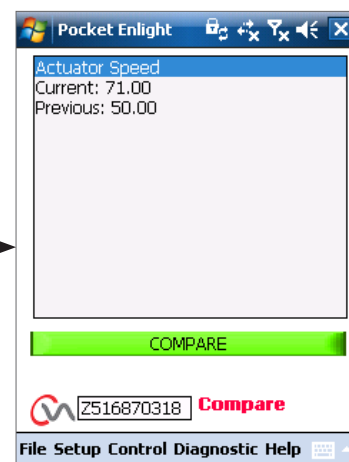 Pocket Enlight
Actuator Speed
Current: 71.00
Previous: 50.00
COMPARE
Z516870318 Compare
File Setup Control Diagnostic Help